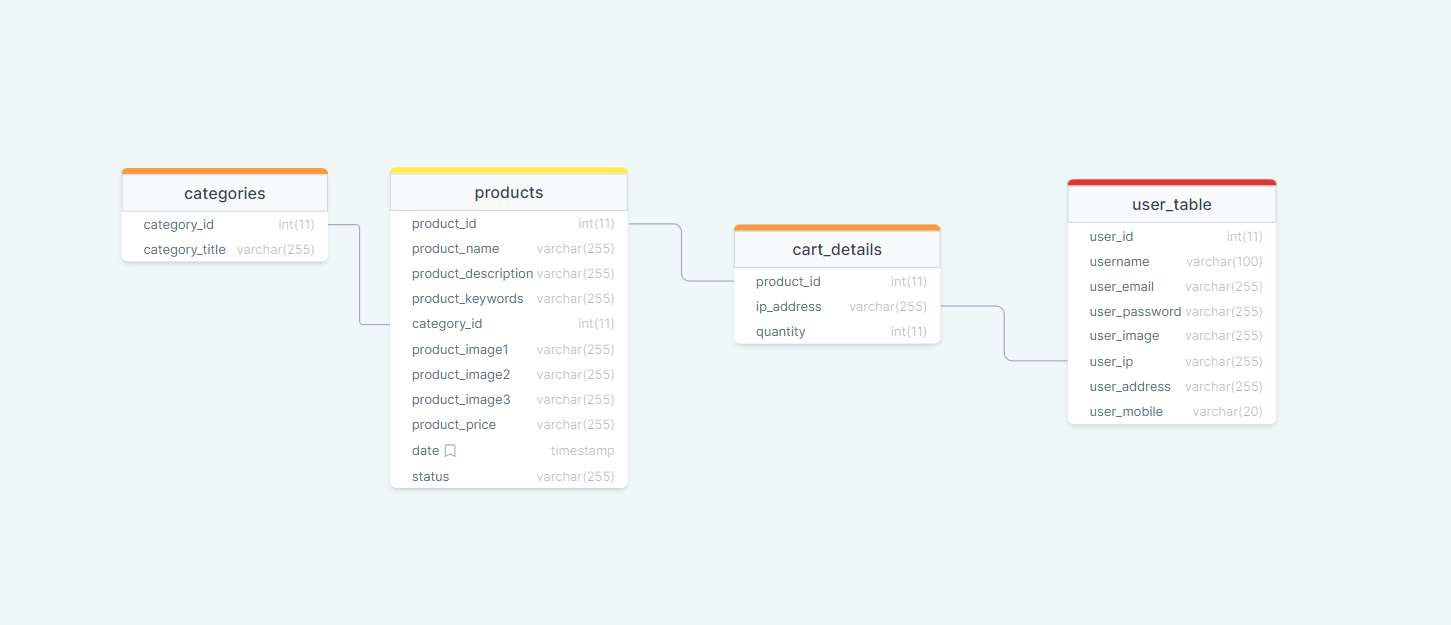 categories
category_id int(11)
category_title varchar(255)
products
product_id int(11)
product_name varchar(255)
product_description varchar(255)
product_keywords varchar(255)
category_id int(11)
product_image1 varchar(255)
product_image2 varchar(255)
product_image3 varchar(255)
product_price varchar(255)
date timestamp
status varchar(255)
cart_details
product_id int(11)
ip_address varchar(255)
quantity int(11)
user_table
user_id int(11)
username varchar(100)
user_email varchar(255)
user_password varchar(255)
user_image varchar(255)
user_ip varchar(255)
user_address varchar(255)
user_mobile varchar(20)